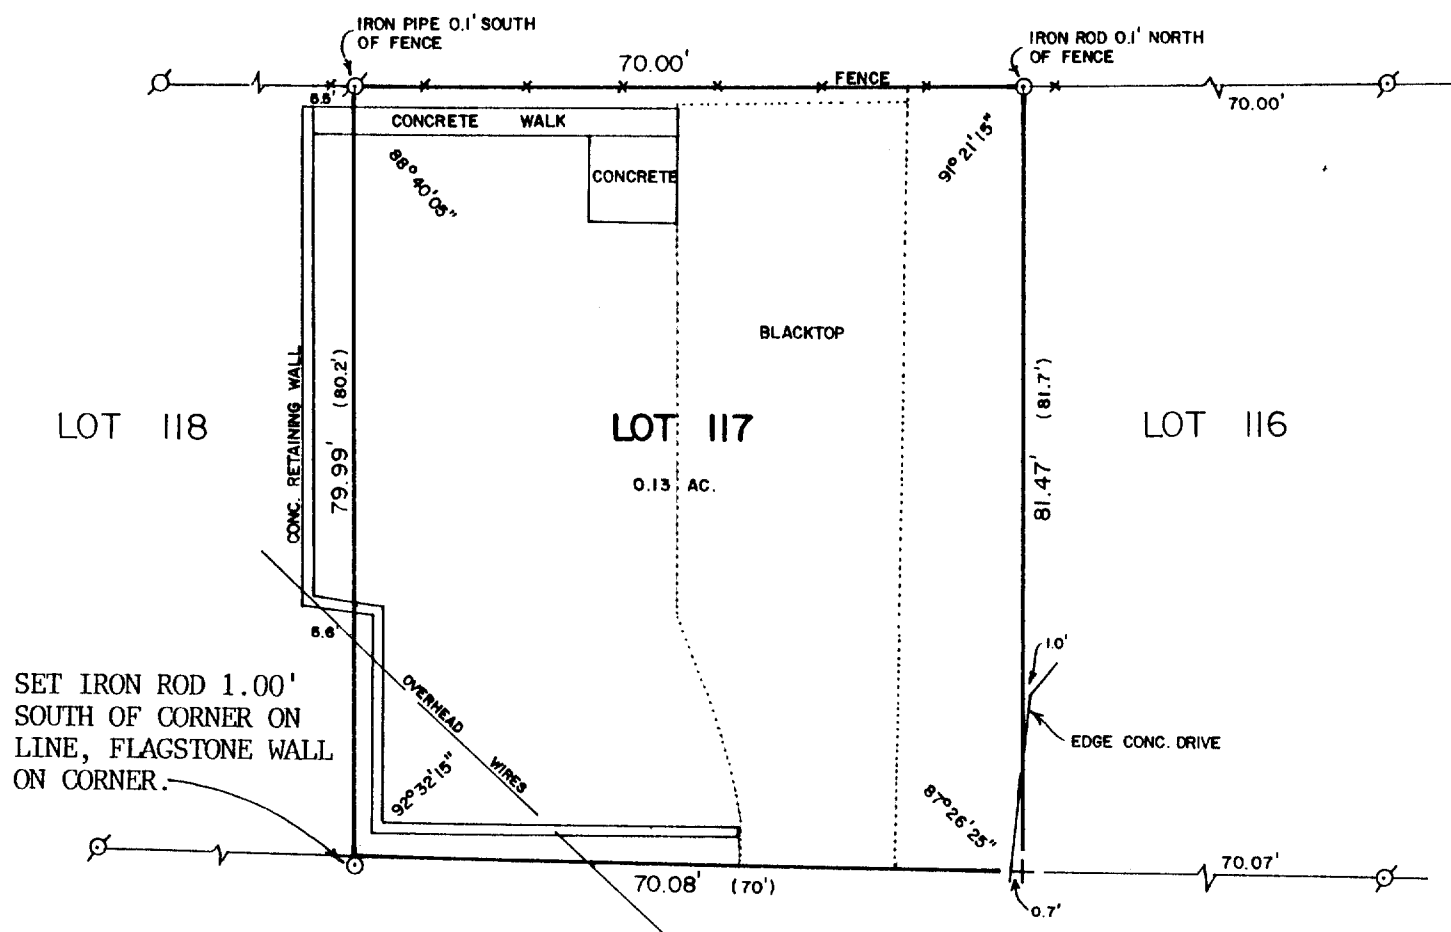 IRON PIPE 0.1' SOUTH
OF FENCE
70.00'
FENCE
IRON ROD 0.1' NORTH
OF FENCE
70.00'
5.5'
CONCRETE WALK
CONCRETE
88°40'05"
91°21'15"
BLACKTOP
CONC. RETAINING WALL
79.99' (80.2')
(81.7')
81.47'
LOT 118
LOT 117
LOT 116
0.13 AC.
5.6'
1.0'
SET IRON ROD 1.00'
SOUTH OF CORNER ON
LINE, FLAGSTONE WALL
ON CORNER.
OVERHEAD WIRES
EDGE CONC. DRIVE
92°32'15"
87°26'25"
70.08' (70')
70.07'
0.7'